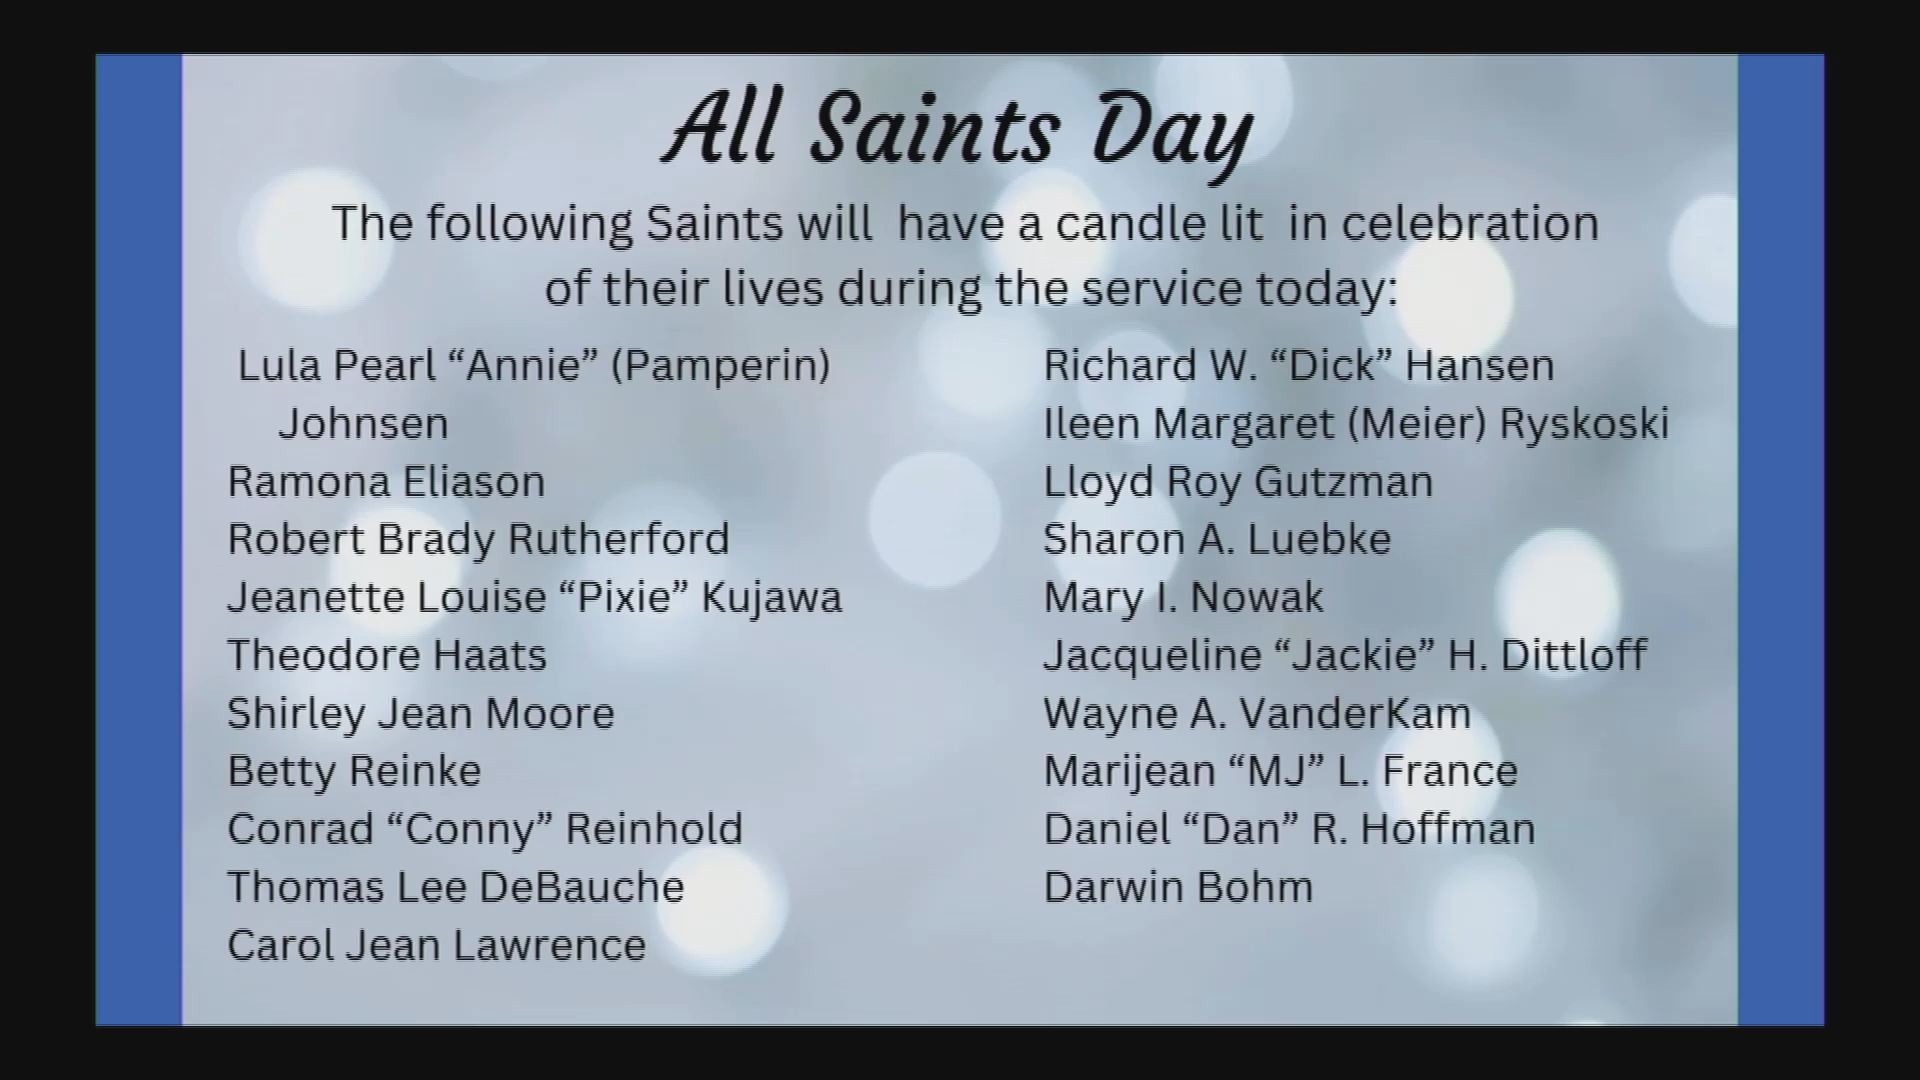 All Saints Day
The following Saints will have a candle lit in celebration
of their lives during the service today:
Lula Pearl “Annie” (Pamperin)
Johnsen
Ramona Eliason
Robert Brady Rutherford
Jeanette Louise “Pixie” Kujawa
Theodore Haats
Shirley Jean Moore
Betty Reinke
Conrad “Conny” Reinhold
Thomas Lee DeBauche
Carol Jean Lawrence
Richard W. “Dick” Hansen
Ileen Margaret (Meier) Ryskoski
Lloyd Roy Gutzman
Sharon A. Luebke
Mary I. Nowak
Jacqueline “Jackie” H. Dittloff
Wayne A. VanderKam
Marijean “MJ” L. France
Daniel “Dan” R. Hoffman
Darwin Bohm